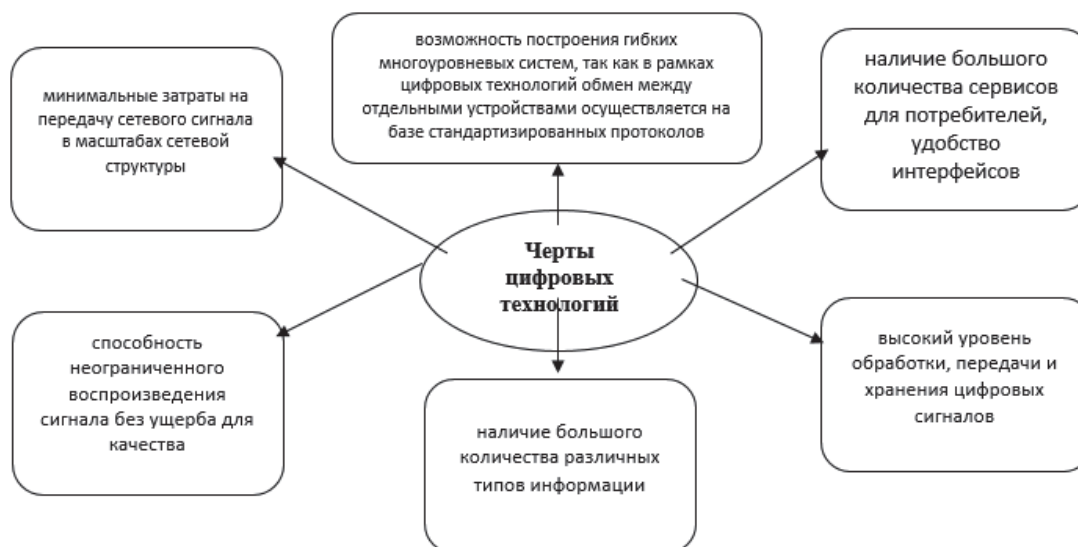 минимальные затраты на
передачу сетевого сигнала
в масштабах сетевой
структуры
возможность построения гибких
многоуровневых систем, так как в рамках
цифровых технологий обмен между
отдельными устройствами осуществляется на
базе стандартизированных протоколов
наличие большого
количества сервисов
для потребителей,
удобство
интерфейсов
Черты
цифровых
технологий
способность
неограниченного
воспроизведения
сигнала без ущерба для
качества
наличие большого
количества различных
типов информации
высокий уровень
обработки, передачи и
хранения цифровых
сигналов